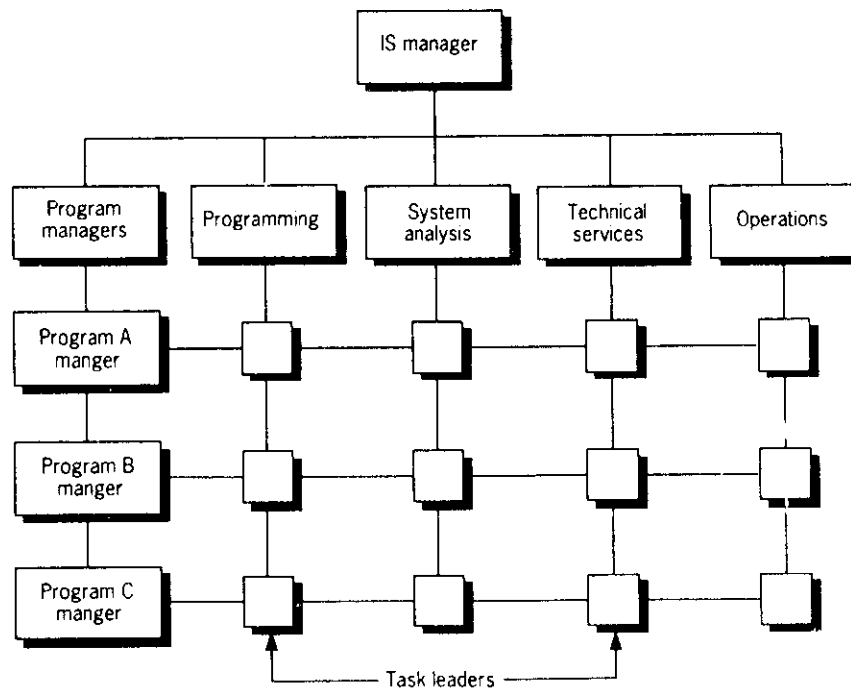 IS manager
Program
managers
Programming
System
analysis
Technical
services
Operations
Program A
manger
Program B
manger
Program C
manger
Task leaders